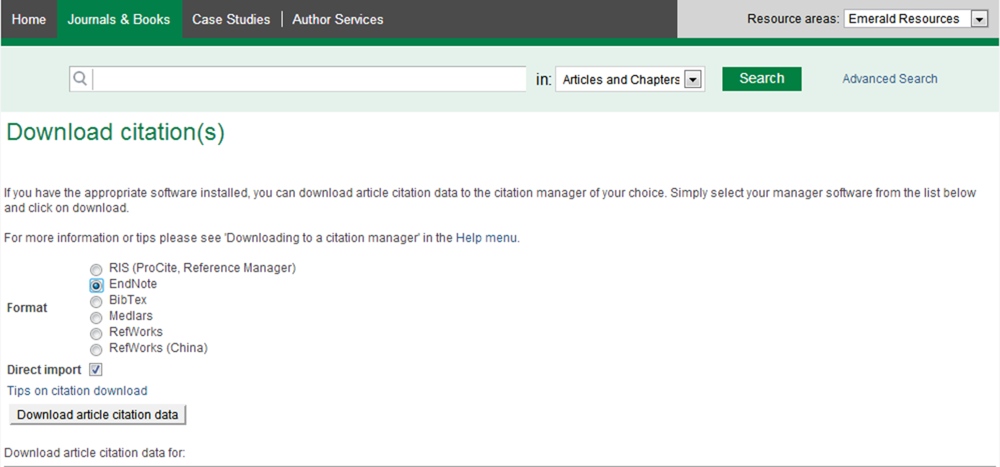 Home Journals & Books Case Studies | Author Services Resource areas: Emerald Resources
in: Articles and Chapters Search Advanced Search
Download citation(s)
If you have the appropriate software installed, you can download article citation data to the citation manager of your choice. Simply select your manager software from the list below
and click on download.
For more information or tips please see 'Downloading to a citation manager' in the Help menu.
RIS (ProCite, Reference Manager)
EndNote
BibTex
Format
Medlars
RefWorks
RefWorks (China)
Direct import
Tips on citation download
Download article citation data
Download article citation data for: